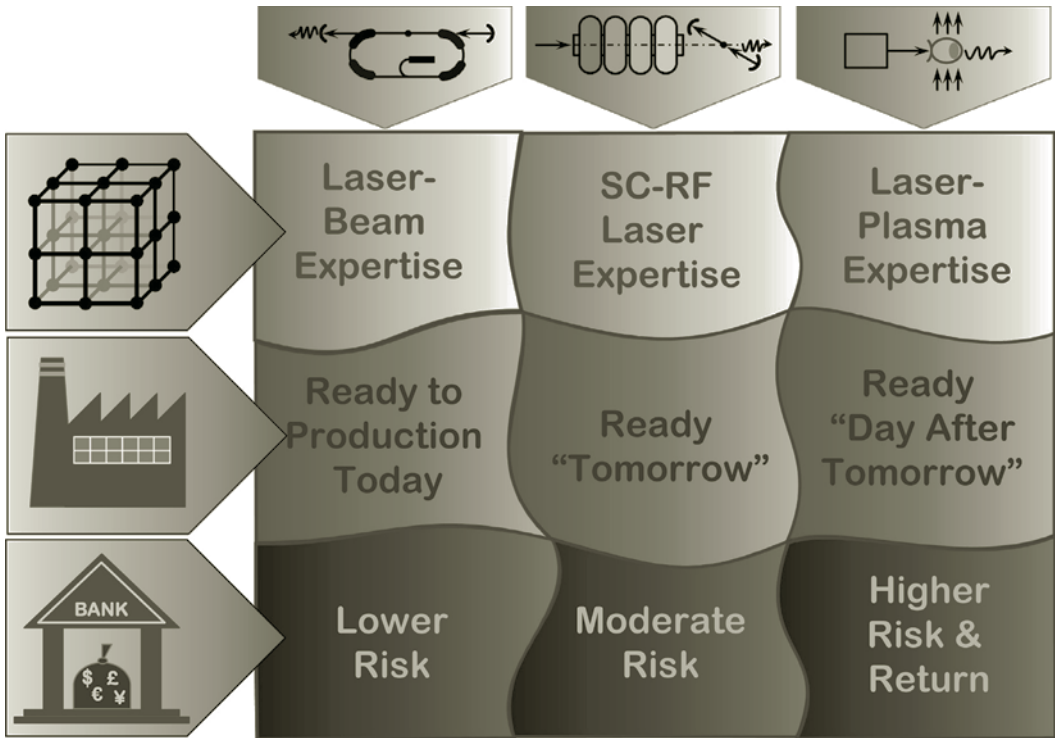 Laser-
Beam
Expertise
SC-RF
Laser
Expertise
Laser-
Plasma
Expertise
Ready to
Production
Today
Ready
“Tomorrow”
Ready
“Day After
Tomorrow”
BANK
$ £
€ ¥
Lower
Risk
Moderate
Risk
Higher
Risk &
Return